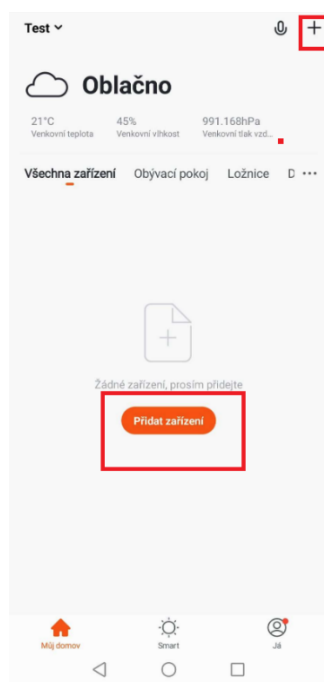 Test
Oblačno
21°C 45% 991.168hPa
Venkovní teplota Venkovní vlhkost Venkovní tlak vzd...
Všechna zařízení Obývací pokoj Ložnice D ...
Žádné zařízení, prosím přidejte
Přidat zařízení
Můj domov Smart Já